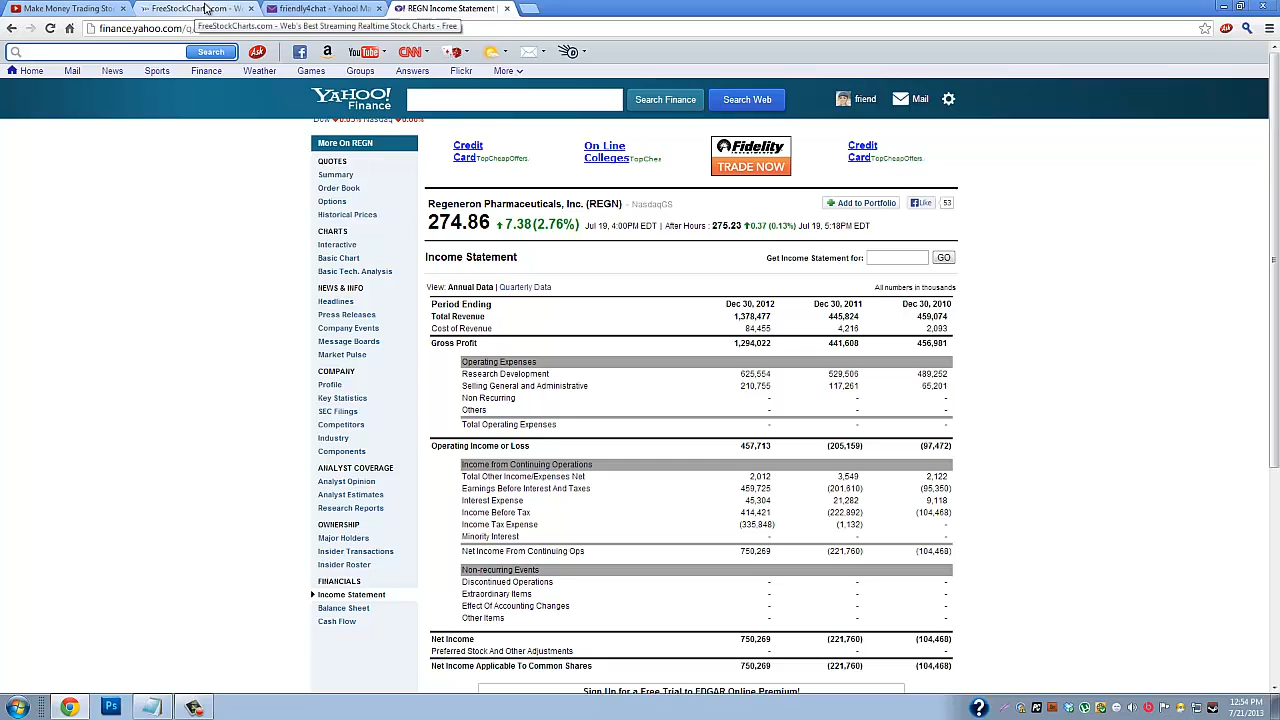 Make Money Trading Sto
FreeStockCharts.com - W
friendly4chat - Yahoo! Ma
REGN Income Statement
FreeStockCharts.com - Web's Best Streaming Realtime Stock Charts - Free
finance.yahoo.com/q
Search
Ask
You Tube
CNN
Home
Mail
News
Sports
Finance
Weather
Games
Groups
Answers
Flickr
More
YAHOO!
Finance
Search Finance
Search Web
friend
Mail
Dow 0.03% Nasdaq 0.66%
More On REGN
QUOTES
Summary
Order Book
Options
Historical Prices
CHARTS
Interactive
Basic Chart
Basic Tech. Analysis
NEWS & INFO
Headlines
Press Releases
Company Events
Message Boards
Market Pulse
COMPANY
Profile
Key Statistics
SEC Filings
Competitors
Industry
Components
ANALYST COVERAGE
Analyst Opinion
Analyst Estimates
Research Reports
OWNERSHIP
Major Holders
Insider Transactions
Insider Roster
FINANCIALS
Income Statement
Balance Sheet
Cash Flow
Credit
Card TopCheapOffers.
On Line
Colleges TopChea
Fidelity
TRADE NOW
Credit
Card TopCheapOffers.
Regeneron Pharmaceuticals, Inc. (REGN) - NasdaqGS
Add to Portfolio
Like 53
274.86 7.38(2.76%) Jul 19, 4:00PM EDT | After Hours : 275.23 0.37 (0.13%) Jul 19, 5:18PM EDT
Income Statement
Get Income Statement for: GO
View: Annual Data | Quarterly Data
All numbers in thousands
Period Ending Dec 30, 2012 Dec 30, 2011 Dec 30, 2010
Total Revenue 1,378,477 445,824 459,074
Cost of Revenue 84,455 4,216 2,093
Gross Profit 1,294,022 441,608 456,981
Operating Expenses
Research Development 625,554 529,506 489,252
Selling General and Administrative 210,755 117,261 65,201
Non Recurring - - -
Others - - -
Total Operating Expenses - - -
Operating Income or Loss 457,713 (205,159) (97,472)
Income from Continuing Operations
Total Other Income/Expenses Net 2,012 3,549 2,122
Earnings Before Interest And Taxes 459,725 (201,610) (95,350)
Interest Expense 45,304 21,282 9,118
Income Before Tax 414,421 (222,892) (104,468)
Income Tax Expense (335,848) (1,132) -
Minority Interest - - -
Net Income From Continuing Ops 750,269 (221,760) (104,468)
Non-recurring Events
Discontinued Operations - - -
Extraordinary Items - - -
Effect Of Accounting Changes - - -
Other Items - - -
Net Income 750,269 (221,760) (104,468)
Preferred Stock And Other Adjustments - - -
Net Income Applicable To Common Shares 750,269 (221,760) (104,468)
Sign Up for a Free Trial to EDGAR Online Premium!
Ps
12:54 PM
7/21/2013